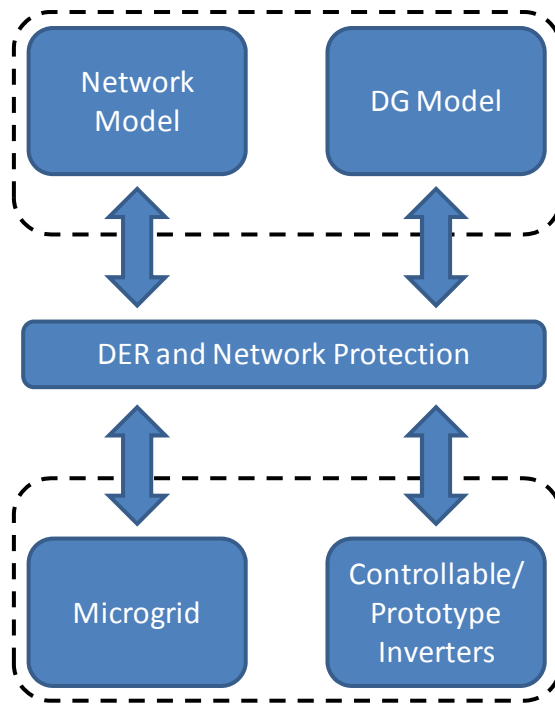 Network
Model
DG Model
DER and Network Protection
Microgrid
Controllable/
Prototype
Inverters